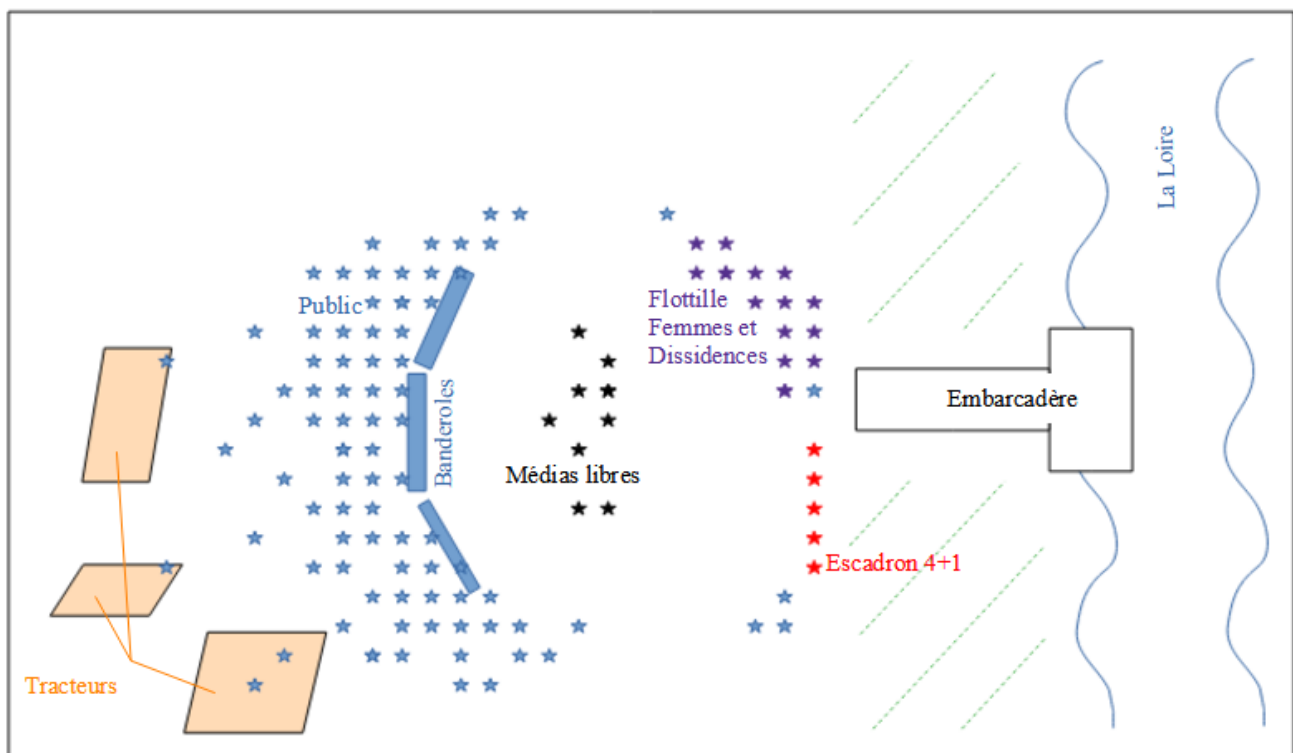 La Loire
Public
Flottille
Femmes et
Dissidences
Banderoles
Embarcadère
Médias libres
Escadron 4+1
Tracteurs